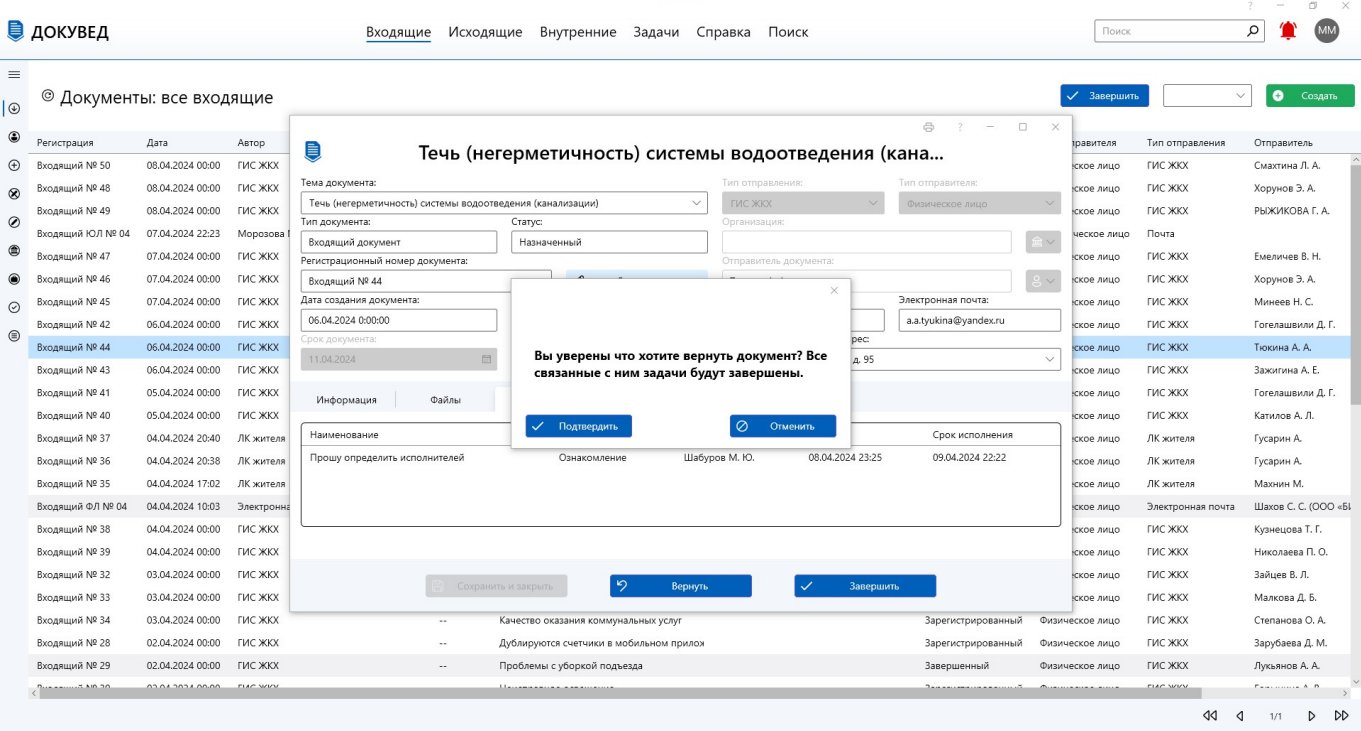 ДОКУВЕД
Входящие Исходящие Внутренние Задачи Справка Поиск
Поиск
ММ
Документы: все входящие
Завершить
Создать
Регистрация Дата Автор правителя Тип отправления Отправитель
Входящий № 50 08.04.2024 00:00 ГИС ЖКХ ское лицо ГИС ЖКХ Смахтина Л. А.
Входящий № 48 08.04.2024 00:00 ГИС ЖКХ ское лицо ГИС ЖКХ Хорунов Э. А.
Входящий № 49 08.04.2024 00:00 ГИС ЖКХ ское лицо ГИС ЖКХ РЫЖИКОВА Г. А.
Входящий ЮЛ № 04 07.04.2024 22:23 Морозова ческое лицо Почта
Входящий № 47 07.04.2024 00:00 ГИС ЖКХ ское лицо ГИС ЖКХ Емеличев В. Н.
Входящий № 46 07.04.2024 00:00 ГИС ЖКХ ское лицо ГИС ЖКХ Хорунов Э. А.
Входящий № 45 07.04.2024 00:00 ГИС ЖКХ ское лицо ГИС ЖКХ Минеев Н. С.
Входящий № 42 06.04.2024 00:00 ГИС ЖКХ ское лицо ГИС ЖКХ Гогелашвили Д. Г.
Входящий № 44 06.04.2024 00:00 ГИС ЖКХ ское лицо ГИС ЖКХ Тюкина А. А.
Входящий № 43 06.04.2024 00:00 ГИС ЖКХ ское лицо ГИС ЖКХ Зажигина А. Е.
Входящий № 41 05.04.2024 00:00 ГИС ЖКХ ское лицо ГИС ЖКХ Гогелашвили Д. Г.
Входящий № 40 05.04.2024 00:00 ГИС ЖКХ ское лицо ГИС ЖКХ Катилов А. Л.
Входящий № 37 04.04.2024 20:40 ЛК жителя ское лицо ЛК жителя Гусарин А.
Входящий № 36 04.04.2024 20:38 ЛК жителя ское лицо ЛК жителя Гусарин А.
Входящий № 35 04.04.2024 17:02 ЛК жителя ское лицо ЛК жителя Махнин М.
Входящий ФЛ № 04 04.04.2024 10:03 Электронна ское лицо Электронная почта Шахов С. С. (ООО «БИ
Входящий № 38 04.04.2024 00:00 ГИС ЖКХ ское лицо ГИС ЖКХ Кузнецова Т. Г.
Входящий № 39 04.04.2024 00:00 ГИС ЖКХ ское лицо ГИС ЖКХ Николаева П. О.
Входящий № 32 03.04.2024 00:00 ГИС ЖКХ ское лицо ГИС ЖКХ Зайцев В. Л.
Входящий № 33 03.04.2024 00:00 ГИС ЖКХ ское лицо ГИС ЖКХ Малкова Д. Б.
Входящий № 34 03.04.2024 00:00 ГИС ЖКХ -- Качество оказания коммунальных услуг Зарегистрированный Физическое лицо ГИС ЖКХ Степанова О. А.
Входящий № 28 02.04.2024 00:00 ГИС ЖКХ -- Дублируются счетчики в мобильном прилож Зарегистрированный Физическое лицо ГИС ЖКХ Зарубаева Д. М.
Входящий № 29 02.04.2024 00:00 ГИС ЖКХ -- Проблемы с уборкой подъезда Завершенный Физическое лицо ГИС ЖКХ Лукьянов А. А.
1/1
Течь (негерметичность) системы водоотведения (кана...
Тема документа: Тип отправления: Тип отправителя:
Течь (негерметичность) системы водоотведения (канализации) ГИС ЖКХ Физическое лицо
Тип документа: Статус: Организация:
Входящий документ Назначенный
Регистрационный номер документа: Отправитель документа:
Входящий № 44
Дата создания документа: Электронная почта:
06.04.2024 0:00:00 a.a.tyukina@yandex.ru
Срок документа: рес:
11.04.2024 д. 95
Информация Файлы
Наименование Срок исполнения
Прошу определить исполнителей Ознакомление Шабуров М. Ю. 08.04.2024 23:25 09.04.2024 22:22
Сохранить и закрыть Вернуть Завершить
Вы уверены что хотите вернуть документ? Все
связанные с ним задачи будут завершены.
Подтвердить Отменить